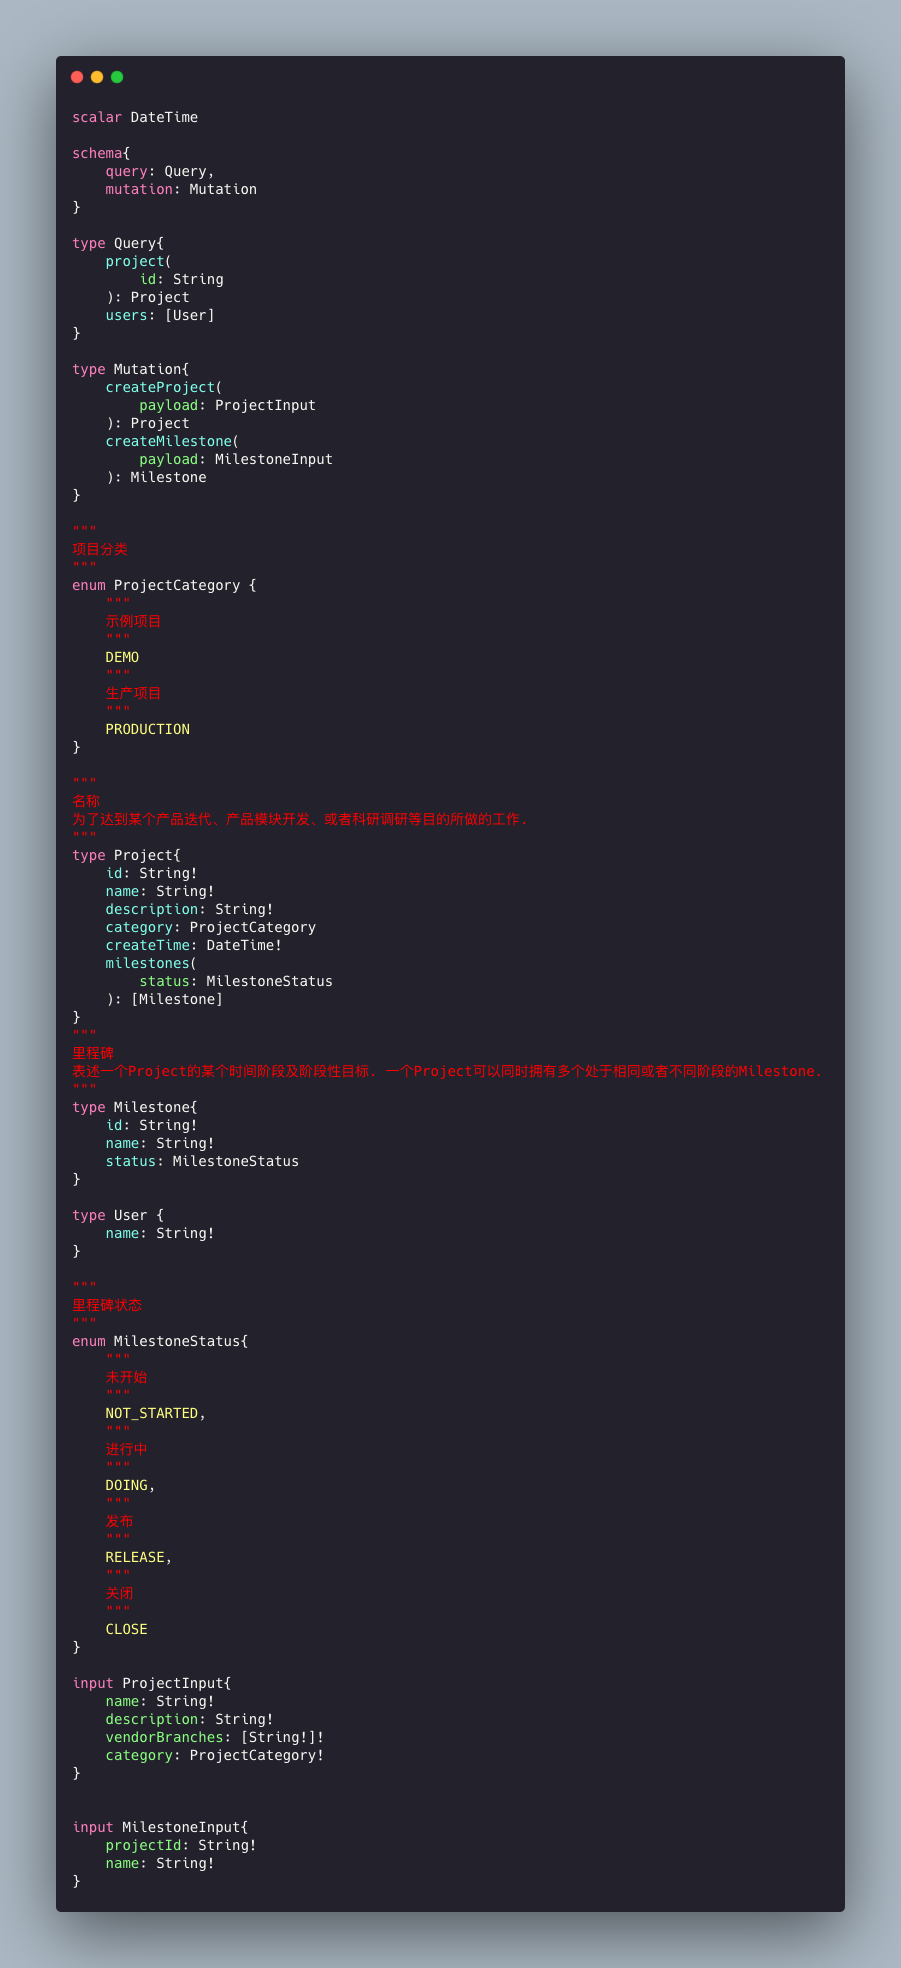 scalar DateTime
schema{
    query: Query,
    mutation: Mutation
}
type Query{
    project(
        id: String
    ): Project
    users: [User]
}
type Mutation{
    createProject(
        payload: ProjectInput
    ): Project
    createMilestone(
        payload: MilestoneInput
    ): Milestone
}
"""
项目分类
"""
enum ProjectCategory {
    """
    示例项目
    """
    DEMO
    """
    生产项目
    """
    PRODUCTION
}
"""
名称
为了达到某个产品迭代、产品模块开发、或者科研调研等目的所做的工作.
"""
type Project{
    id: String!
    name: String!
    description: String!
    category: ProjectCategory
    createTime: DateTime!
    milestones(
        status: MilestoneStatus
    ): [Milestone]
}
"""
里程碑
表述一个Project的某个时间阶段及阶段性目标. 一个Project可以同时拥有多个处于相同或者不同阶段的Milestone.
"""
type Milestone{
    id: String!
    name: String!
    status: MilestoneStatus
}
type User {
    name: String!
}
"""
里程碑状态
"""
enum MilestoneStatus{
    """
    未开始
    """
    NOT_STARTED,
    """
    进行中
    """
    DOING,
    """
    发布
    """
    RELEASE,
    """
    关闭
    """
    CLOSE
}
input ProjectInput{
    name: String!
    description: String!
    vendorBranches: [String!]!
    category: ProjectCategory!
}
input MilestoneInput{
    projectId: String!
    name: String!
}